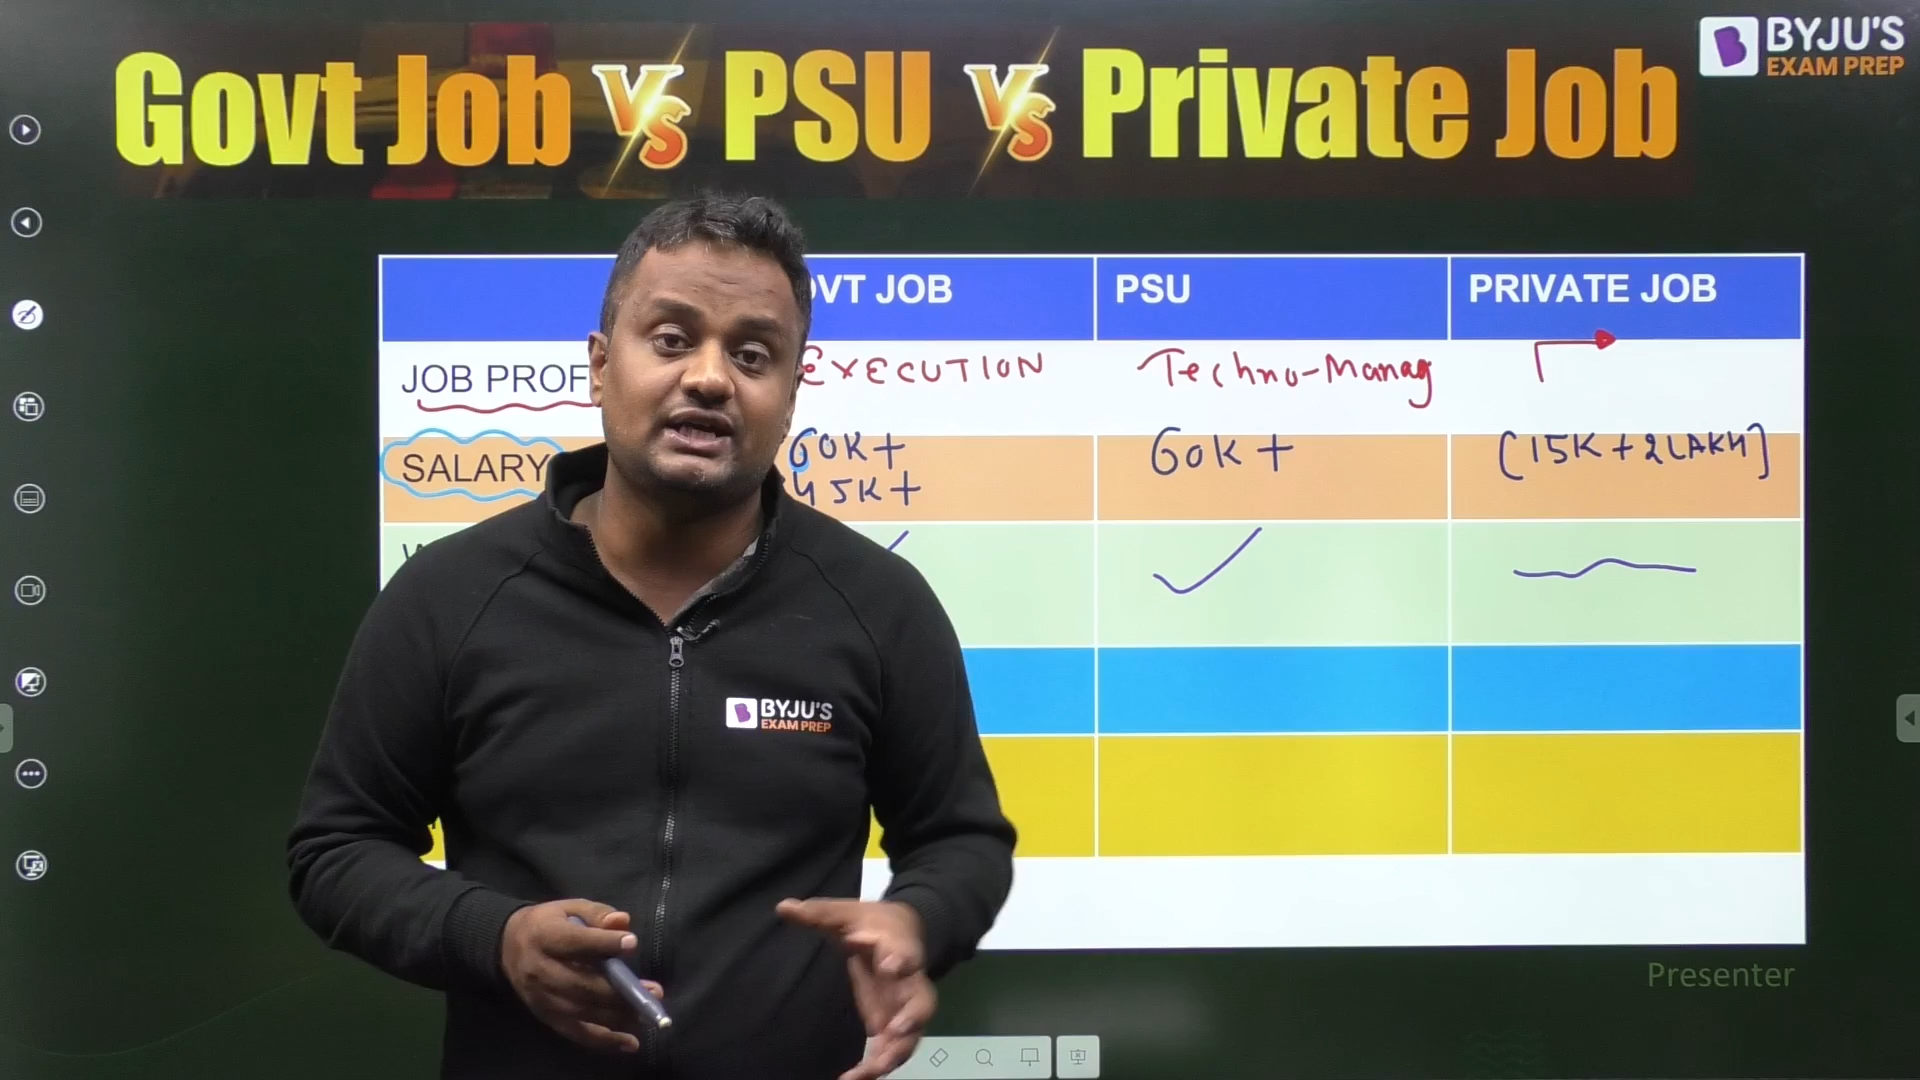 Govt Job VS PSU VS Private Job
BYJU'S
EXAM PREP
OVT JOB
PSU
PRIVATE JOB
JOB PROF
EXECUTION
Techno-Manag
SALARY
60K+
45K+
60K+
(15K+2LAKH]
BYJU'S
EXAM PREP
Presenter